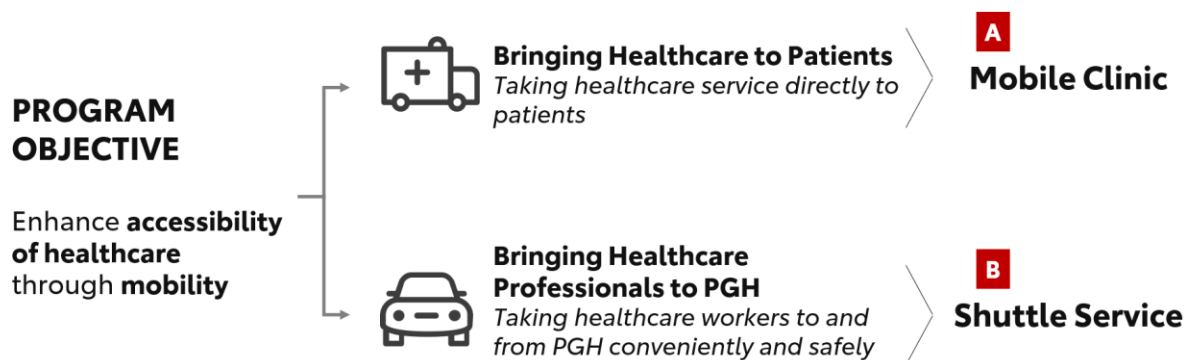 PROGRAM
OBJECTIVE
Enhance accessibility
of healthcare
through mobility
Bringing Healthcare to Patients
Taking healthcare service directly to
patients
A
Mobile Clinic
Bringing Healthcare
Professionals to PGH
Taking healthcare workers to and
from PGH conveniently and safely
B
Shuttle Service